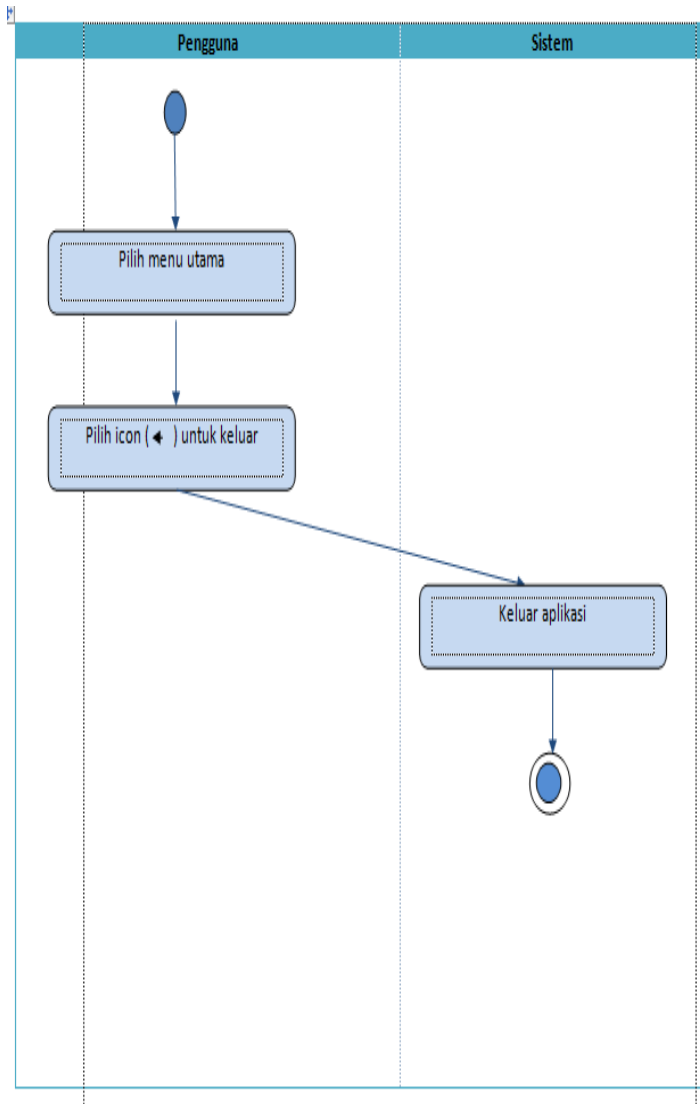 Pengguna
Sistem
Pilih menu utama
Pilih icon (🡸) untuk keluar
Keluar aplikasi